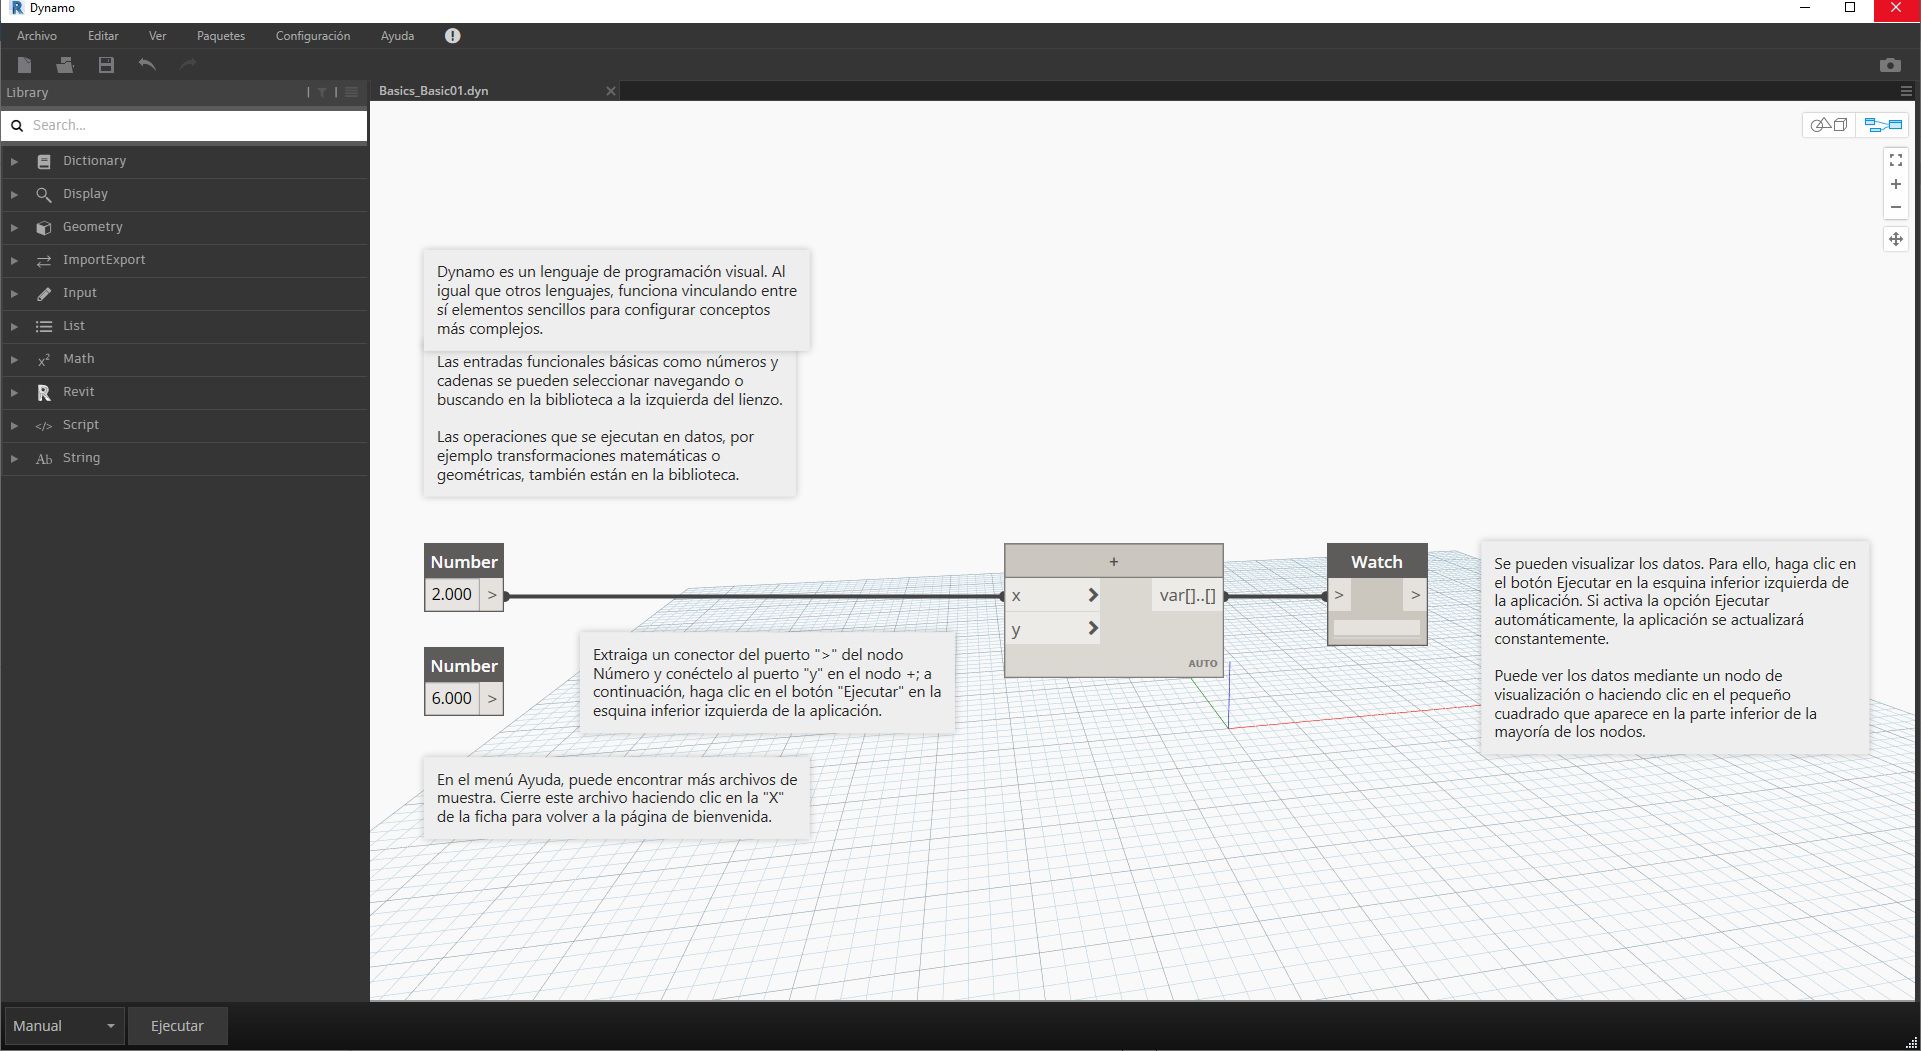 Dynamo
Archivo Editar Ver Paquetes Configuración Ayuda
Library
Search...
Dictionary
Display
Geometry
ImportExport
Input
List
Math
Revit
Script
Ab String
Basics_Basic01.dyn
Dynamo es un lenguaje de programación visual. Al
igual que otros lenguajes, funciona vinculando entre
sí elementos sencillos para configurar conceptos
más complejos.
Las entradas funcionales básicas como números y
cadenas se pueden seleccionar navegando o
buscando en la biblioteca a la izquierda del lienzo.
Las operaciones que se ejecutan en datos, por
ejemplo transformaciones matemáticas o
geométricas, también están en la biblioteca.
Number
2.000 >
Number
6.000 >
Extraiga un conector del puerto ">" del nodo
Número y conéctelo al puerto "y" en el nodo +; a
continuación, haga clic en el botón "Ejecutar" en la
esquina inferior izquierda de la aplicación.
En el menú Ayuda, puede encontrar más archivos de
muestra. Cierre este archivo haciendo clic en la "X"
de la ficha para volver a la página de bienvenida.
+
x > var[]..[]
y >
AUTO
Watch
> >
Se pueden visualizar los datos. Para ello, haga clic en
el botón Ejecutar en la esquina inferior izquierda de
la aplicación. Si activa la opción Ejecutar
automáticamente, la aplicación se actualizará
constantemente.
Puede ver los datos mediante un nodo de
visualización o haciendo clic en el pequeño
cuadrado que aparece en la parte inferior de la
mayoría de los nodos.
Manual Ejecutar